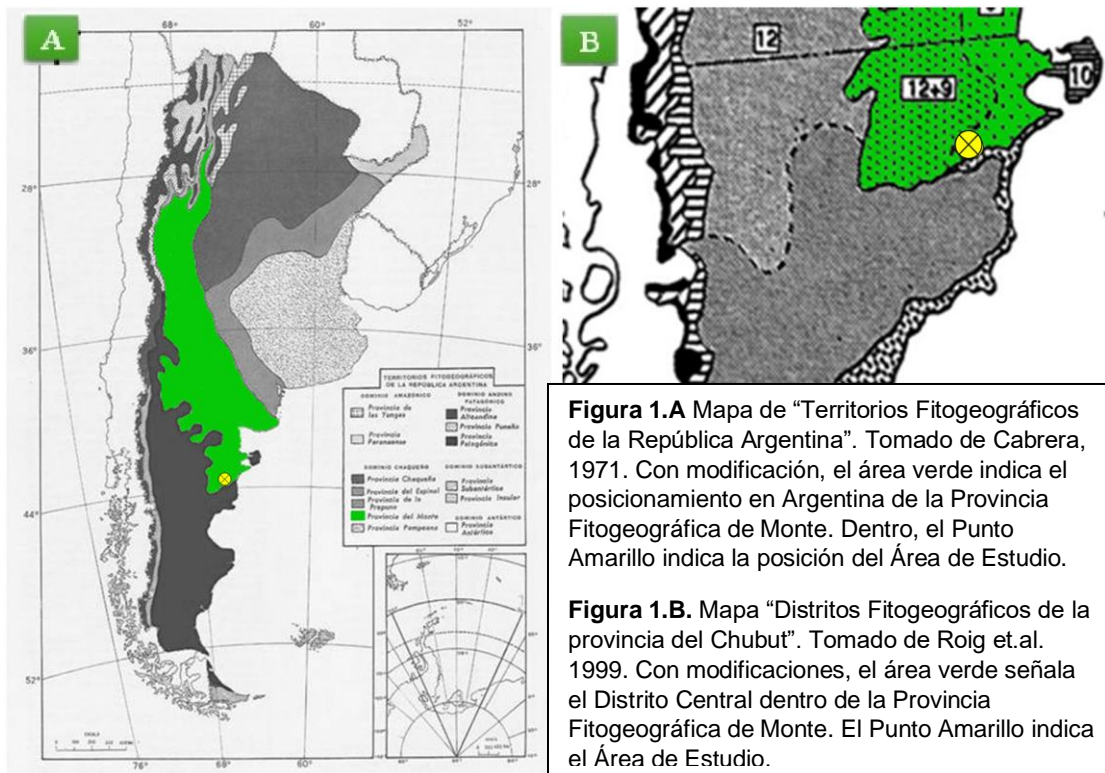 A
68°
60°
52°
28°
28°
36°
36°
44°
52°
76°
68°
60°
TERRITORIOS FITOGEOGRÁFICOS
DE LA REPÚBLICA ARGENTINA
DOMINIO AMAZÓNICO
Provincia de
las Yungas
Provincia
Paranaense
DOMINIO ANDINO
PATAGÓNICO
Provincia
Altoandina
Provincia Puneña
Provincia
Patagónica
DOMINIO CHAQUEÑO
Provincia Chaqueña
Provincia del Espinal
Provincia de la
Prepuna
Provincia del Monte
Provincia Pampeana
DOMINIO SUBANTÁRTICO
Provincia
Subantártica
Provincia Insular
DOMINIO ANTÁRTICO
Provincia
Antártica
ESCALA
B
12
12+9
10
Figura 1.A Mapa de “Territorios Fitogeográficos
de la República Argentina”. Tomado de Cabrera,
1971. Con modificación, el área verde indica el
posicionamiento en Argentina de la Provincia
Fitogeográfica de Monte. Dentro, el Punto
Amarillo indica la posición del Área de Estudio.
Figura 1.B. Mapa “Distritos Fitogeográficos de la
provincia del Chubut”. Tomado de Roig et.al.
1999. Con modificaciones, el área verde señala
el Distrito Central dentro de la Provincia
Fitogeográfica de Monte. El Punto Amarillo indica
el Área de Estudio.